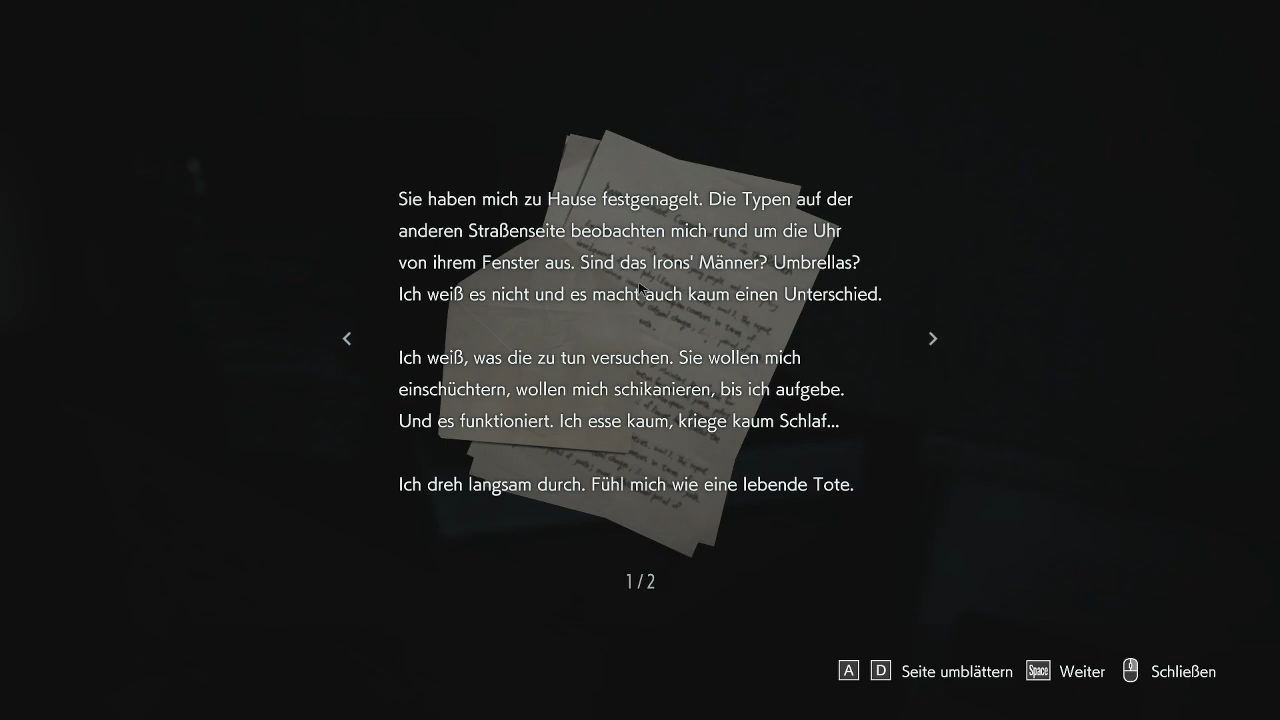 Sie haben mich zu Hause festgenagelt. Die Typen auf der
anderen Straßenseite beobachten mich rund um die Uhr
von ihrem Fenster aus. Sind das Irons' Männer? Umbrellas?
Ich weiß es nicht und es macht auch kaum einen Unterschied.
Ich weiß, was die zu tun versuchen. Sie wollen mich
einschüchtern, wollen mich schikanieren, bis ich aufgebe.
Und es funktioniert. Ich esse kaum, kriege kaum Schlaf...
Ich dreh langsam durch. Fühl mich wie eine lebende Tote.
1 / 2
A D Seite umblättern Space Weiter Schließen